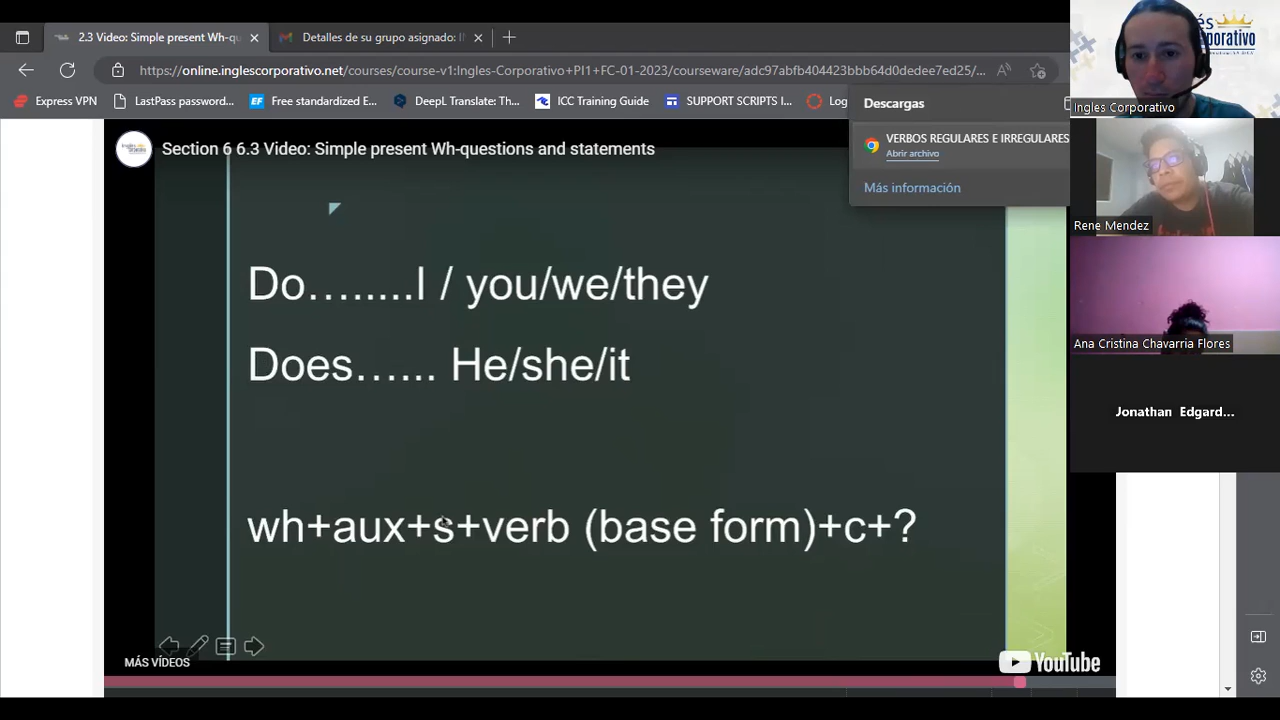 2.3 Video: Simple present Wh-qu
Detalles de su grupo asignado: I
https://online.inglescorporativo.net/courses/course-v1:Ingles-Corporativo+PI1+FC-01-2023/courseware/adc97abfb404423bbb64d0dedee7ed25/...
Express VPN
LastPass password...
EF Free standardized E...
DeepL Translate: Th...
ICC Training Guide
SUPPORT SCRIPTS I...
Log
Descargas
VERBOS REGULARES E IRREGULARES
Abrir archivo
Más información
Section 6 6.3 Video: Simple present Wh-questions and statements
Do…......I / you/we/they
Does…... He/she/it
wh+aux+s+verb (base form)+c+?
MÁS VÍDEOS
YouTube
Ingles Corporativo
Rene Mendez
Ana Cristina Chavarria Flores
Jonathan Edgard...